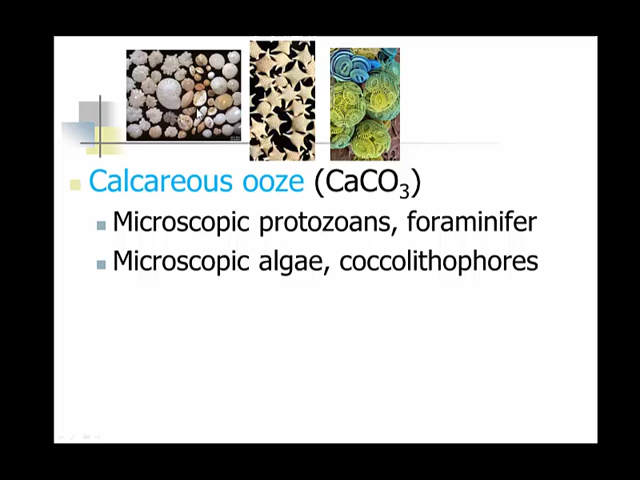 Calcareous ooze (CaCO₃)
Microscopic protozoans, foraminifer
Microscopic algae, coccolithophores